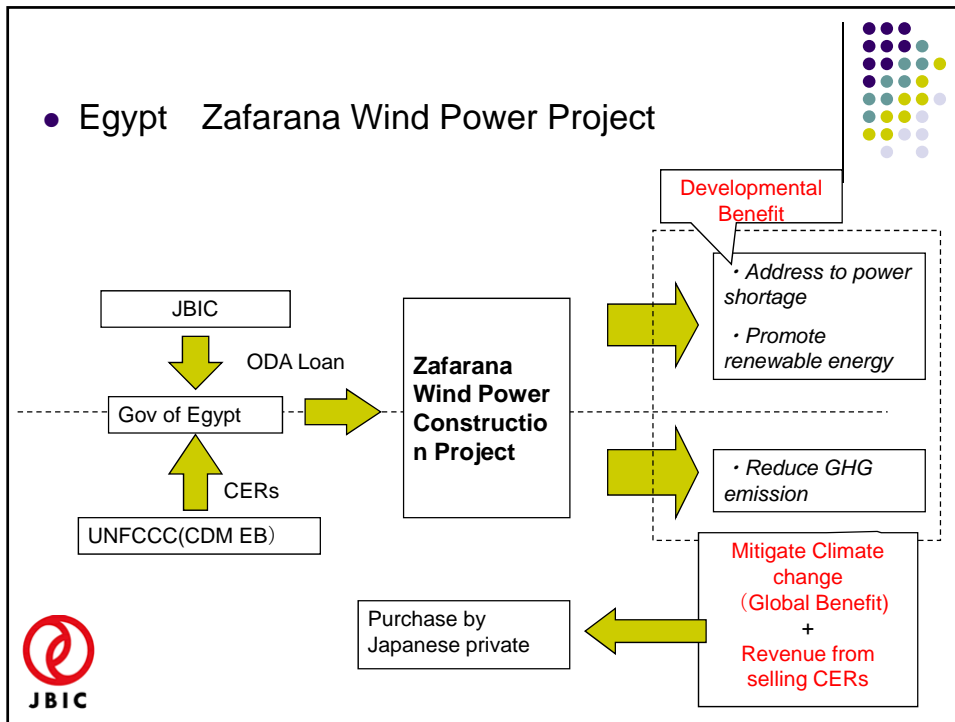 ● Egypt　Zafarana Wind Power Project
Developmental
Benefit
・Address to power
shortage
・Promote
renewable energy
JBIC
ODA Loan
Gov of Egypt
CERs
UNFCCC(CDM EB）
Zafarana
Wind Power
Constructio
n Project
・Reduce GHG
emission
Mitigate Climate
change
（Global Benefit)
+
Revenue from
selling CERs
Purchase by
Japanese private
JBIC